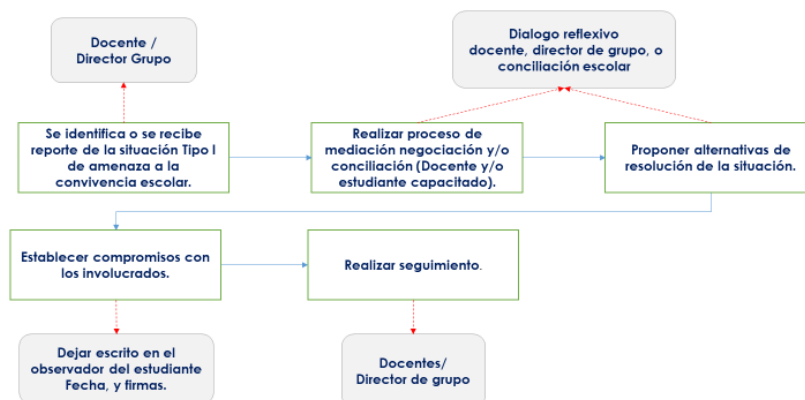 Docente /
Director Grupo
Dialogo reflexivo
docente, director de grupo, o
conciliación escolar
Se identifica o se recibe
reporte de la situación Tipo I
de amenaza a la
convivencia escolar.
Realizar proceso de
mediación negociación y/o
conciliación (Docente y/o
estudiante capacitado).
Proponer alternativas de
resolución de la situación.
Establecer compromisos con
los involucrados.
Realizar seguimiento.
Dejar escrito en el
observador del estudiante
Fecha, y firmas.
Docentes/
Director de grupo